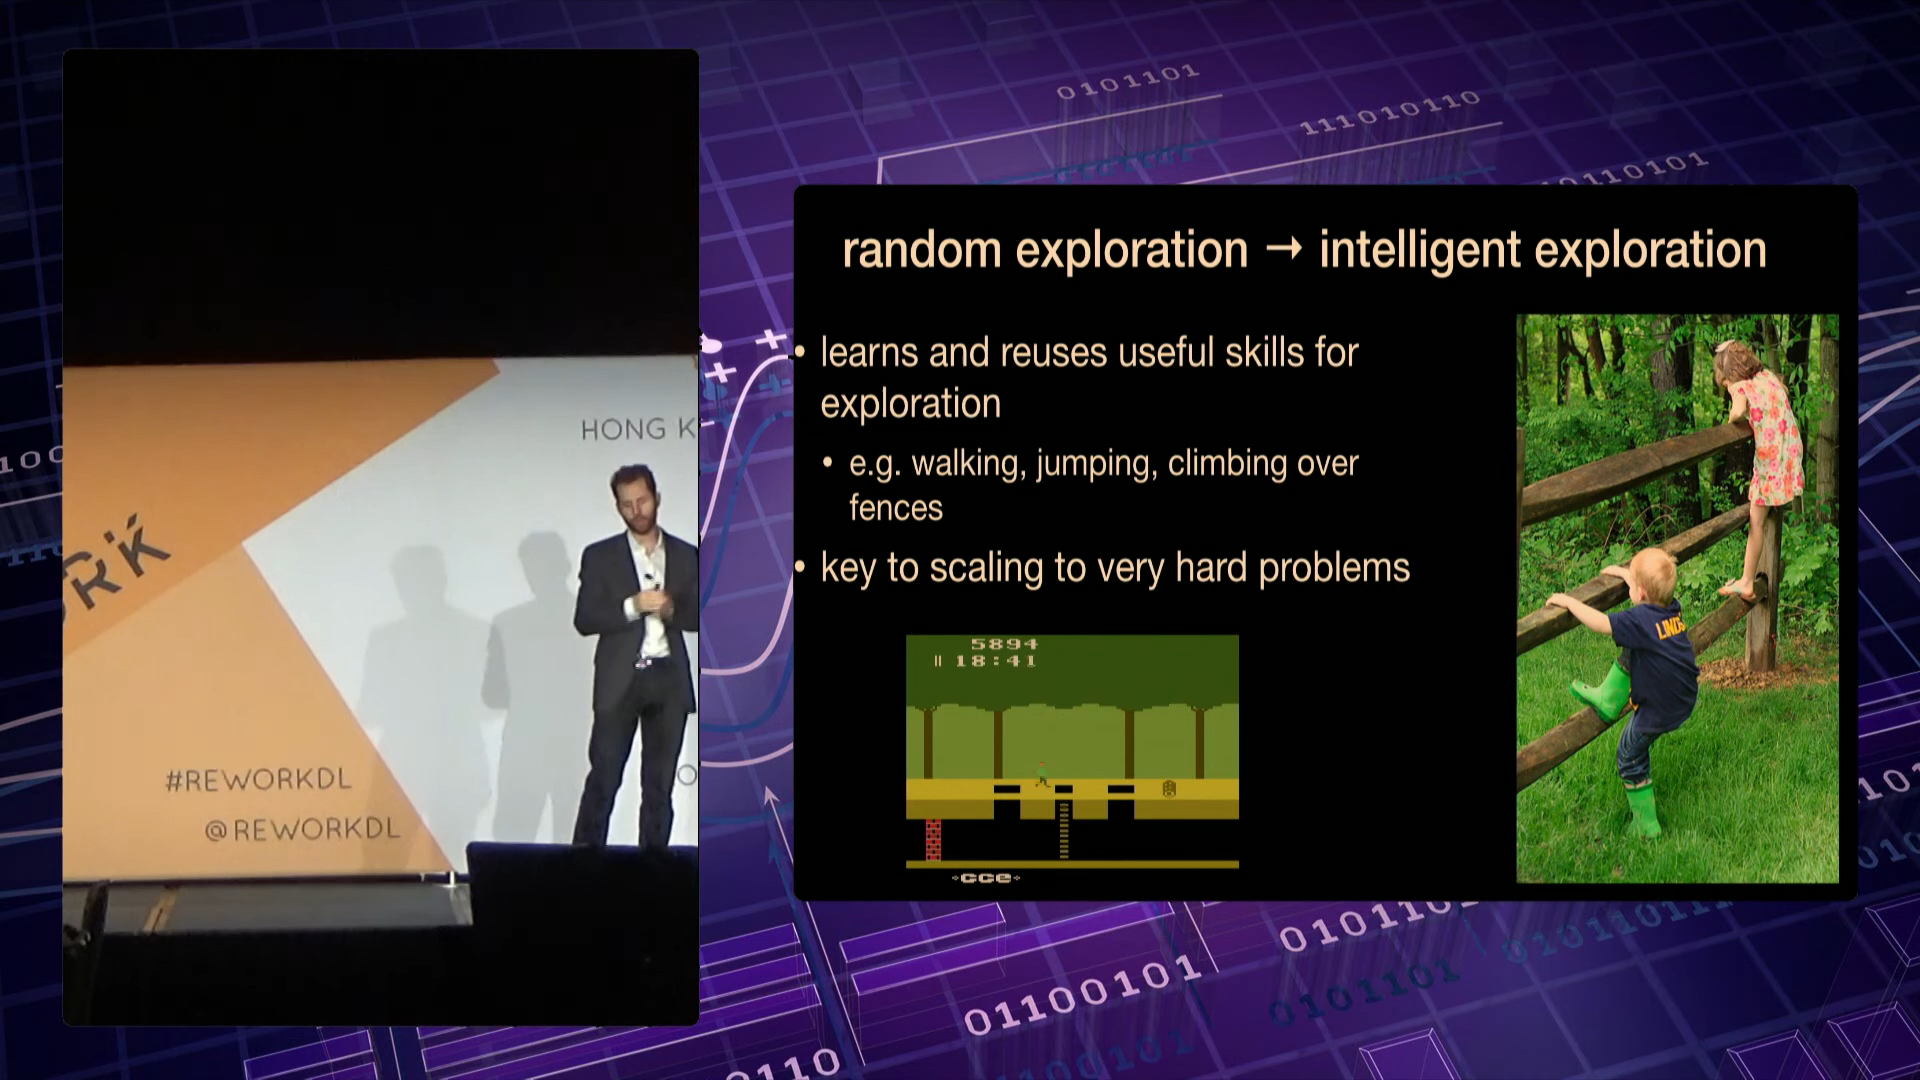 0101101
111010110
random exploration → intelligent exploration
• learns and reuses useful skills for
exploration
• e.g. walking, jumping, climbing over
fences
• key to scaling to very hard problems
HONG K
#REWORKDL
@REWORKDL
5894
18:41
01100101